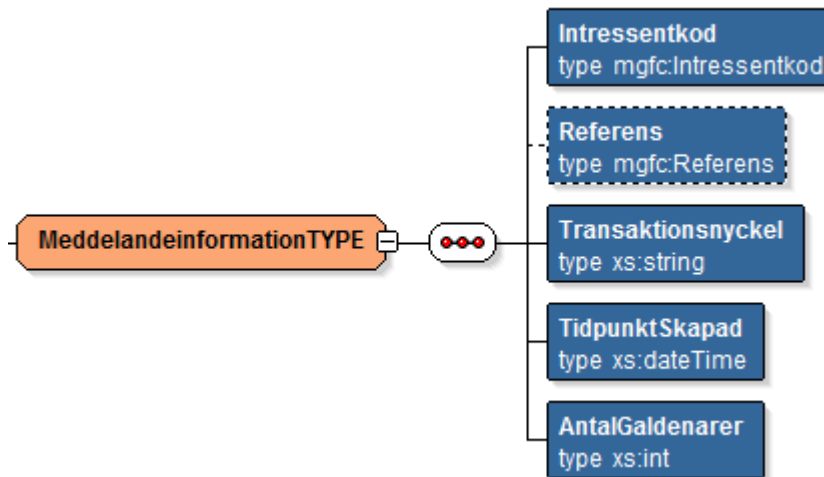 Intressentkod
type mgfc:Intressentkod
Referens
type mgfc:Referens
MeddelandeinformationTYPE
Transaktionsnyckel
type xs:string
TidpunktSkapad
type xs:dateTime
AntalGaldenarer
type xs:int